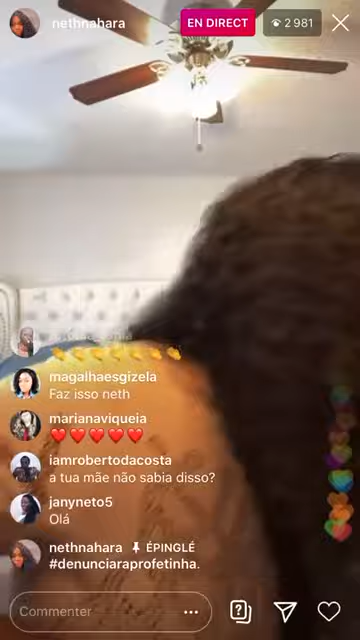 nethnahara
EN DIRECT
2 981
👏👏👏👏👏👏👏
magalhaesgizela
Faz isso neth
marianaviqueia
❤️❤️❤️❤️❤️
iamrobertodacosta
a tua mãe não sabia disso?
janyneto5
Olá
nethnahara 📌 ÉPINGLÉ
#denunciaraprofetinha.
Commenter